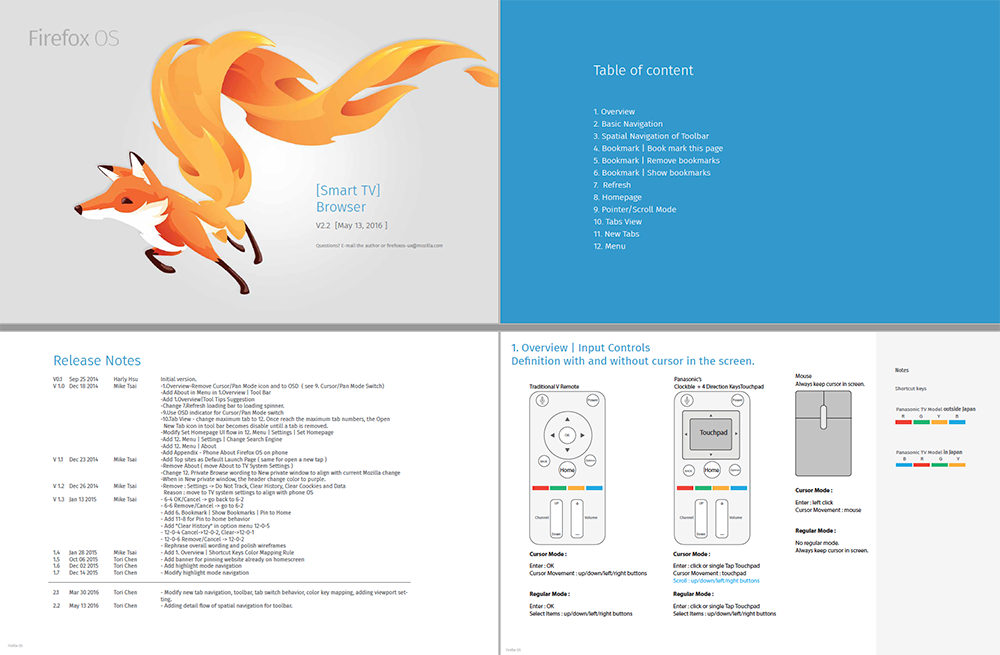 Firefox OS
[Smart TV]
Browser
V2.2 [May 13, 2016 ]
Questions? E-mail the author or firefoxos-ux@mozilla.com
Table of content
1. Overview
2. Basic Navigation
3. Spatial Navigation of Toolbar
4. Bookmark | Book mark this page
5. Bookmark | Remove bookmarks
6. Bookmark | Show bookmarks
7. Refresh
8. Homepage
9. Pointer/Scroll Mode
10. Tabs View
11. New Tabs
12. Menu
Release Notes
V0.1 Sep 25 2014 Harly Hsu Initial version.
V 1.0 Dec 18 2014 Mike Tsai -1.Overview-Remove Cursor/Pan Mode icon and to OSD ( see 9. Cursor/Pan Mode Switch)
-Add About in Menu in 1.Overview | Tool Bar
-Add 1.Overview|Tool Tips Suggestion
-Change 7.Refresh loading bar to loading spinner.
-9.Use OSD indicator for Cursor/Pan Mode switch
-10.Tab View - change maximum tab to 12. Once reach the maximum tab numbers, the Open
New Tab icon in tool bar becomes disable untill a tab is removed.
-Modify Set Homepage UI flow in 12. Menu | Settings | Set Homepage
-Add 12. Menu | Settings | Change Search Engine
-Add 12. Menu | About
-Add Appendix - Phone About Firefox OS on phone
V 1.1 Dec 23 2014 Mike Tsai -Add Top sites as Default Launch Page ( same for open a new tap )
-Remove About ( move About to TV System Settings )
-Change 12. Private Browse wording to New private window to align with current Mozilla change
-When in New private window, the header change color to purple.
V 1.2 Dec 26 2014 Mike Tsai -Remove : Settings -> Do Not Track, Clear History, Clear Coockies and Data
Reason : move to TV system settings to align with phone OS
V 1.3 Jan 13 2015 Mike Tsai - 6-4 OK/Cancel -> go back to 6-2
- 6-6 Remove/Cancel -> go to 6-2
- Add 6. Bookmark | Show Bookmarks | Pin to Home
- Add 11-8 for Pin to home behavior
- Add "Clear History" in option menu 12-0-5
- 12-0-4 Cancel->12-0-2, Clear->12-0-1
- 12-0-6 Remove/Cancel -> 12-0-2
- Rephrase overall wording and polish wireframes
1.4 Jan 28 2015 Mike Tsai - Add 1. Overview | Shortcut Keys Color Mapping Rule
1.5 Oct 06 2015 Tori Chen - Add banner for pinning website already on homescreen
1.6 Dec 02 2015 Tori Chen - Add highlight mode navigation
1.7 Dec 14 2015 Tori Chen - Modify highlight mode navigation
2.1 Mar 30 2016 Tori Chen - Modify new tab navigation, toolbar, tab switch behavior, color key mapping, adding viewport set-
ting.
2.2 May 13 2016 Tori Chen - Adding detail flow of spatial navigation for toolbar.
Firefox OS
1. Overview | Input Controls
Definition with and without cursor in the screen.
Traditional V Remote
Power
OK
Back
Home
Options
Channel
UP
Down
+
-
Volume
Cursor Mode :
Enter : OK
Cursor Movement : up/down/left/right buttons
Regular Mode :
Enter : OK
Select Items : up/down/left/right buttons
Panasonic's
Clockble + 4 Direction KeysTouchpad
Power
Touchpad
Back
Home
Options
Channel
UP
Down
+
-
Volume
Cursor Mode :
Enter : click or single Tap Touchpad
Cursor Movement : touchpad
Scroll : up/down/left/right buttons
Regular Mode :
Enter : click or single Tap Touchpad
Select Items : up/down/left/right buttons
Mouse
Always keep cursor in screen.
Cursor Mode :
Enter : left click
Cursor Movement : mouse
Regular Mode :
No regular mode.
Always keep cursor in screen.
Notes
Shortcut keys
Panasonic TV Model outside Japan
R G Y B
Panasonic TV Model in Japan
B R G Y
Firefox OS